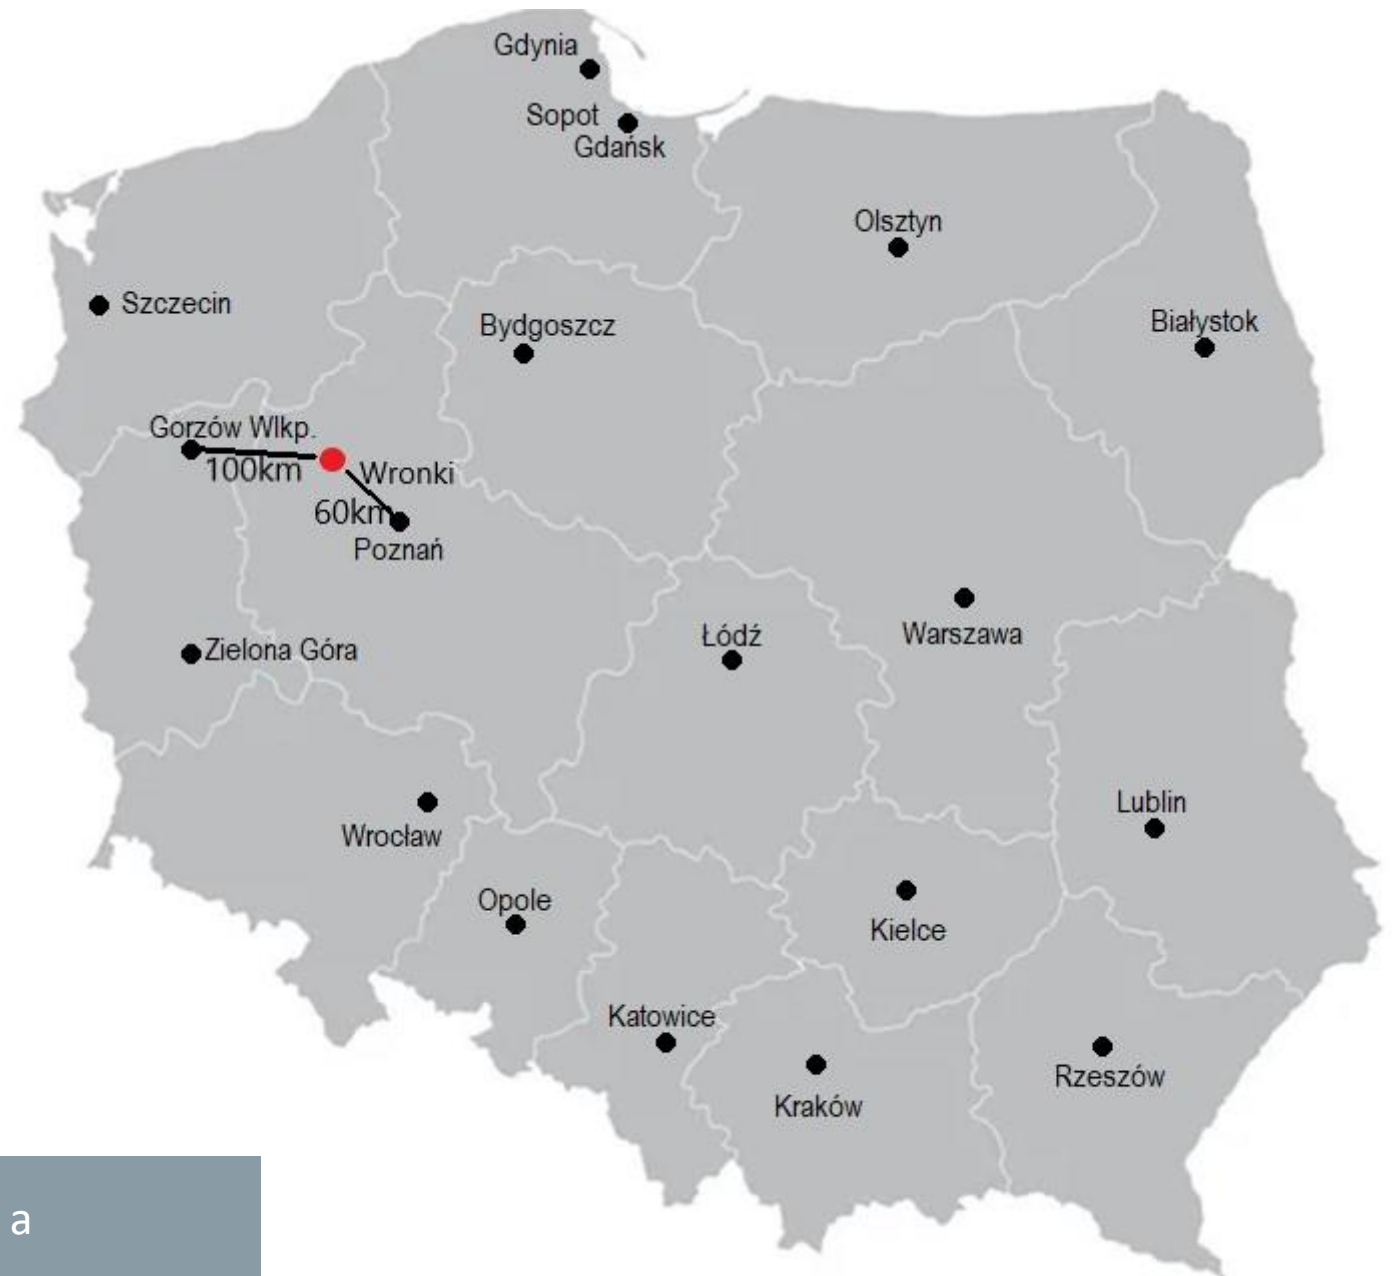 Gdynia
Sopot
Gdańsk
Olsztyn
Szczecin
Bydgoszcz
Białystok
Gorzów Wlkp.
100km
Wronki
60km
Poznań
Zielona Góra
Łódź
Warszawa
Wrocław
Lublin
Opole
Kielce
Katowice
Kraków
Rzeszów
a